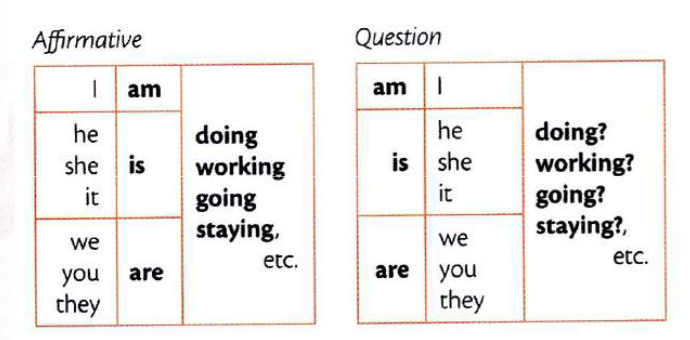 Affirmative
I am
he
she is
it
we
you are
they
doing
working
going
staying,
etc.
Question
am I
he
is she
it
we
are you
they
doing?
working?
going?
staying?,
etc.